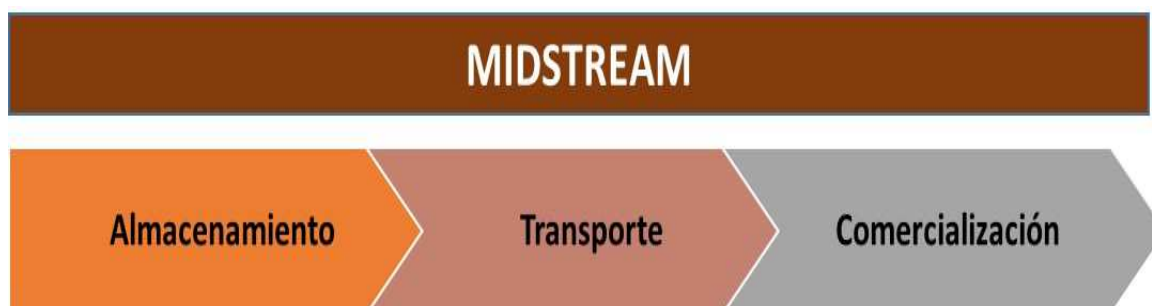 MIDSTREAM
Almacenamiento
Transporte
Comercialización